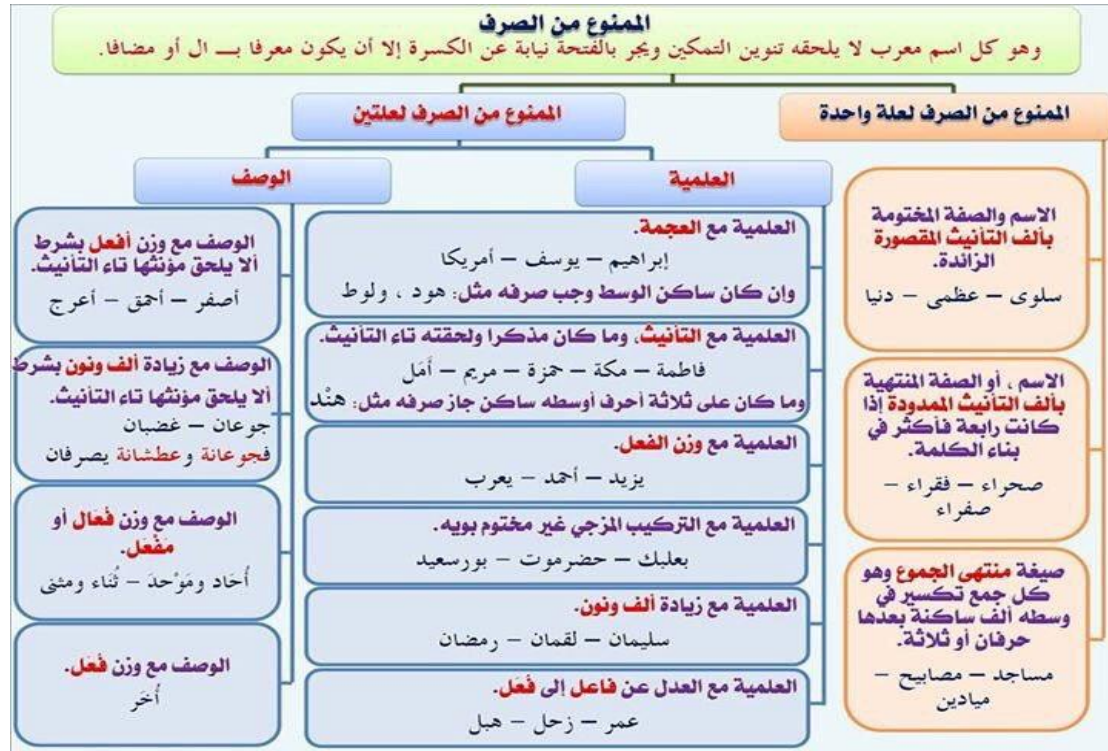 الممنوع من الصرف
وهو كل اسم معرب لا يلحقه تنوين التمكين ويجر بالفتحة نيابة عن الكسرة إلا أن يكون معرفا بــ ال أو مضافا.
الممنوع من الصرف لعلة واحدة
الاسم والصفة المختومة
بألف التأنيث المقصورة
الزائدة.
سلوى – عظمى – دنيا
الاسم ، أو الصفة المنتهية
بألف التأنيث الممدودة إذا
كانت رابعة فأكثر في
بناء الكلمة.
صحراء – فقراء –
صفراء
صيغة منتهى الجموع وهو
كل جمع تكسير في
وسطه ألف ساكنة بعدها
حرفان أو ثلاثة.
مساجد – مصابيح –
ميادين
الممنوع من الصرف لعلتين
العلمية
العلمية مع العجمة.
إبراهيم – يوسف – أمريكا
وان كان ساكن الوسط وجب صرفه مثل: هود ، ولوط
العلمية مع التأنيث، وما كان مذكرا ولحقته تاء التأنيث.
فاطمة – مكة – حمزة – مريم – أَمَل
وما كان على ثلاثة أحرف أوسطه ساكن جاز صرفه مثل: هنْد
العلمية مع وزن الفعل.
يزيد – أحمد – يعرب
العلمية مع التركيب المزجي غير مختوم بويه.
بعلبك – حضرموت – بورسعيد
العلمية مع زيادة ألف ونون.
سليمان – لقمان – رمضان
العلمية مع العدل عن فاعل إلى فُعَل.
عمر – زحل – هبل
الوصف
الوصف مع وزن أفعل بشرط
ألا يلحق مؤنثها تاء التأنيث.
أصفر – أحمق – أعرج
الوصف مع زيادة ألف ونون بشرط
ألا يلحق مؤنثها تاء التأنيث.
جوعان – غضبان
فجوعانة وعطشانة يصرفان
الوصف مع وزن فُعَال أو
مَفْعَل.
أُحَاد ومَوْحدَ – ثُنَاء ومثنى
الوصف مع وزن فُعَل.
أُخَر